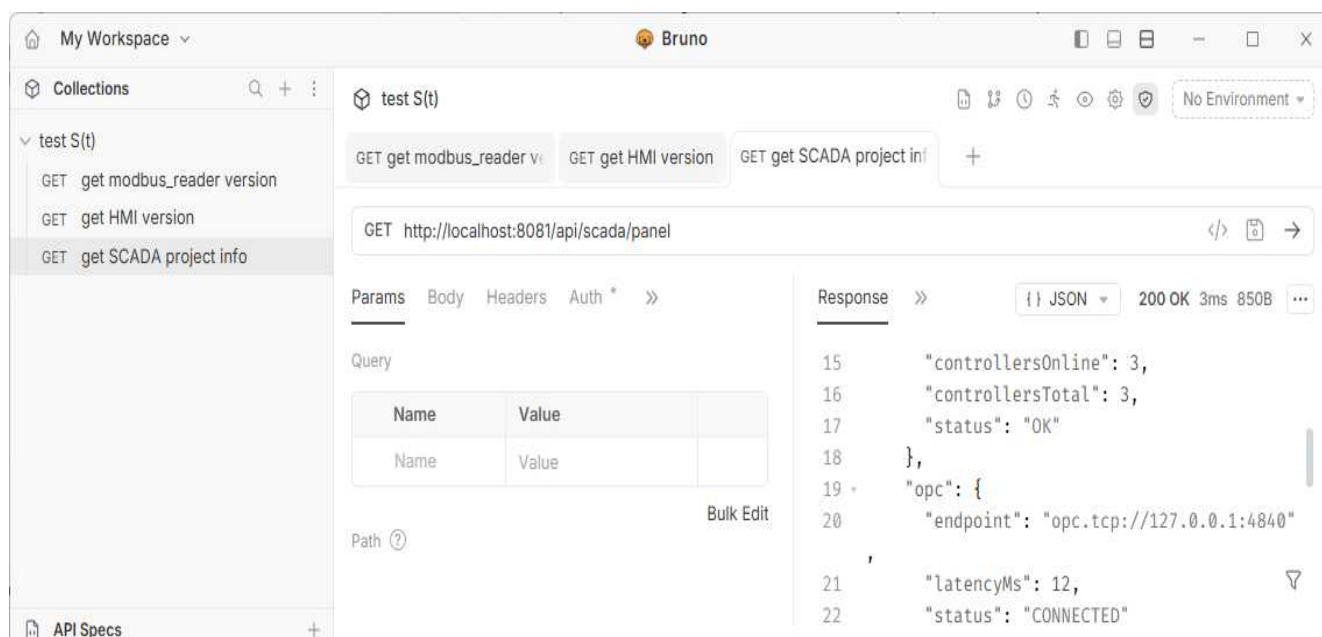 My Workspace
Bruno
Collections
test S(t)
GET get modbus_reader version
GET get HMI version
GET get SCADA project info
API Specs
test S(t)
No Environment
GET get modbus_reader v
GET get HMI version
GET get SCADA project inf
GET http://localhost:8081/api/scada/panel
Params Body Headers Auth
Query
Name Value
Name Value
Bulk Edit
Path
Response
{ } JSON
200 OK 3ms 850B
15 "controllersOnline": 3,
16 "controllersTotal": 3,
17 "status": "OK"
18 },
19 "opc": {
20 "endpoint": "opc.tcp://127.0.0.1:4840"
,
21 "latencyMs": 12,
22 "status": "CONNECTED"